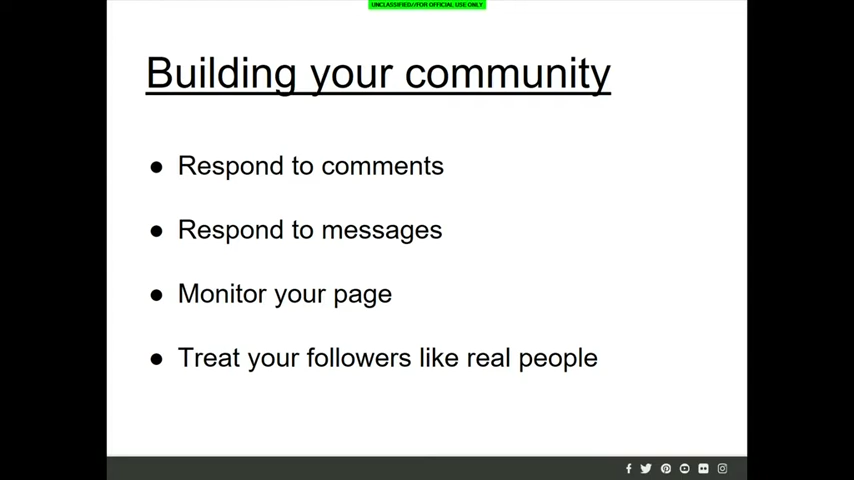 UNCLASSIFIED//FOR OFFICIAL USE ONLY
Building your community
● Respond to comments
● Respond to messages
● Monitor your page
● Treat your followers like real people